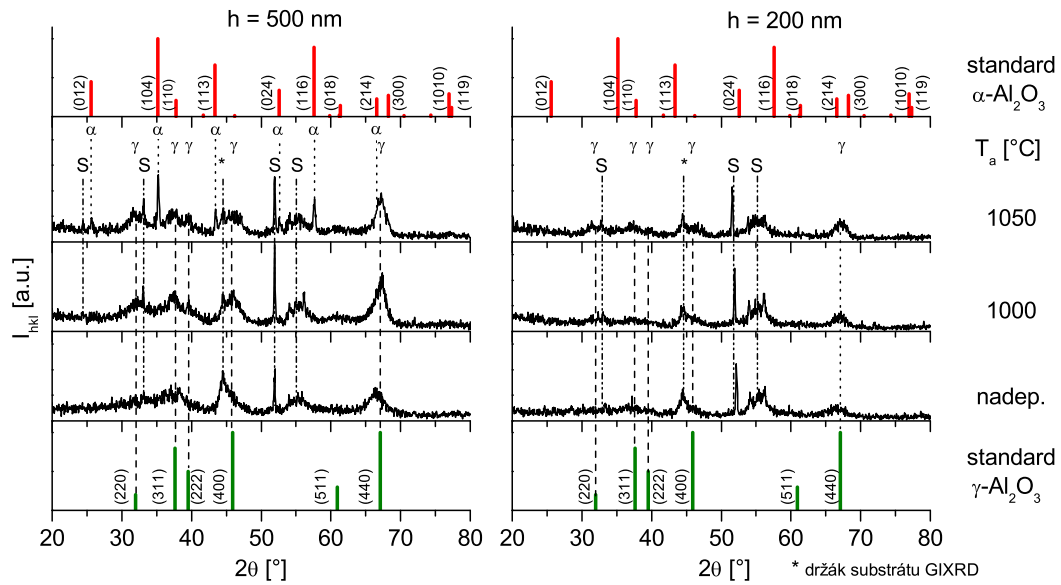 h = 500 nm
h = 200 nm
(012)
(104)
(110)
(113)
(024)
(116)
(018)
(214)
(300)
(1010)
(119)
(012)
(104)
(110)
(113)
(024)
(116)
(018)
(214)
(300)
(1010)
(119)
standard
α-Al₂O₃
α α α α α α
γ γ γ * γ γ
S S S S
γ γ γ * γ γ
S S S
Tₐ [°C]
1050
1000
nadep.
I_hkl [a.u.]
(220)
(311)
(222)
(400)
(511)
(440)
(220)
(311)
(222)
(400)
(511)
(440)
standard
γ-Al₂O₃
20 30 40 50 60 70 80
20 30 40 50 60 70 80
2θ [°]
2θ [°]
* držák substrátu GIXRD